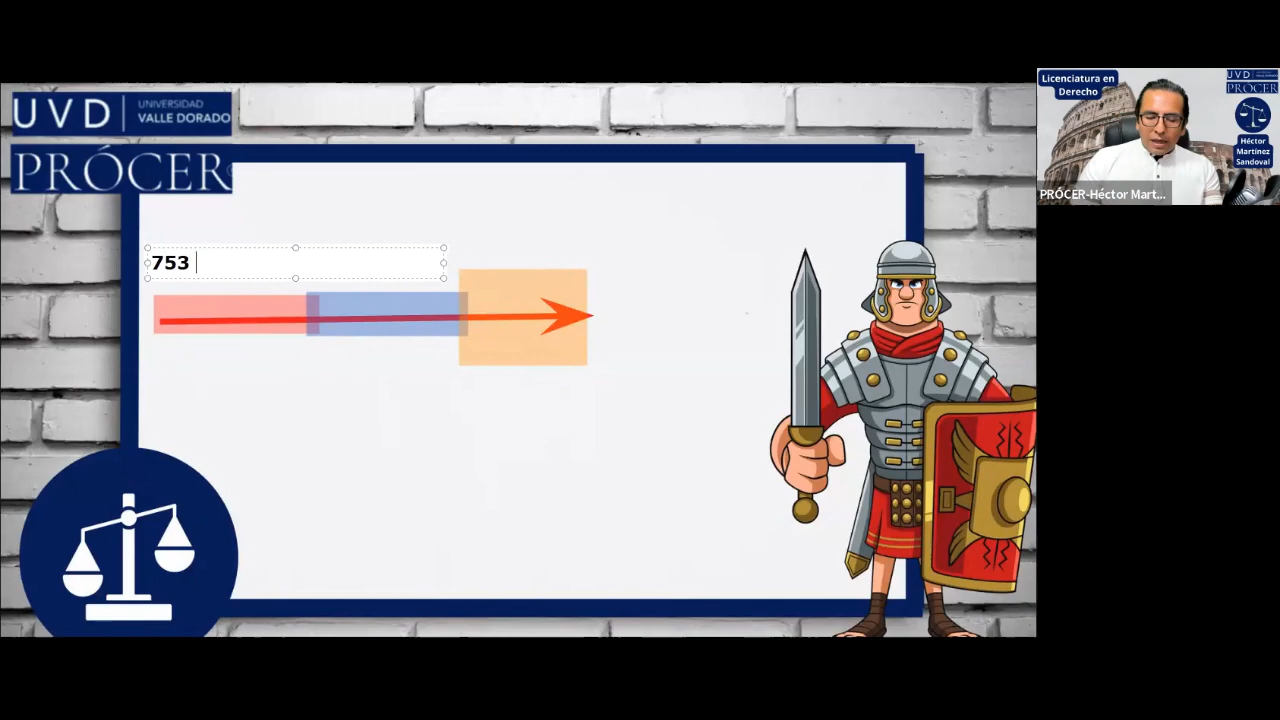 UVD
UNIVERSIDAD
VALLE DORADO
PRÓCER
753
Licenciatura en
Derecho
UVD
PRÓCER
Héctor
Martínez
Sandoval
PRÓCER-Héctor Mart...